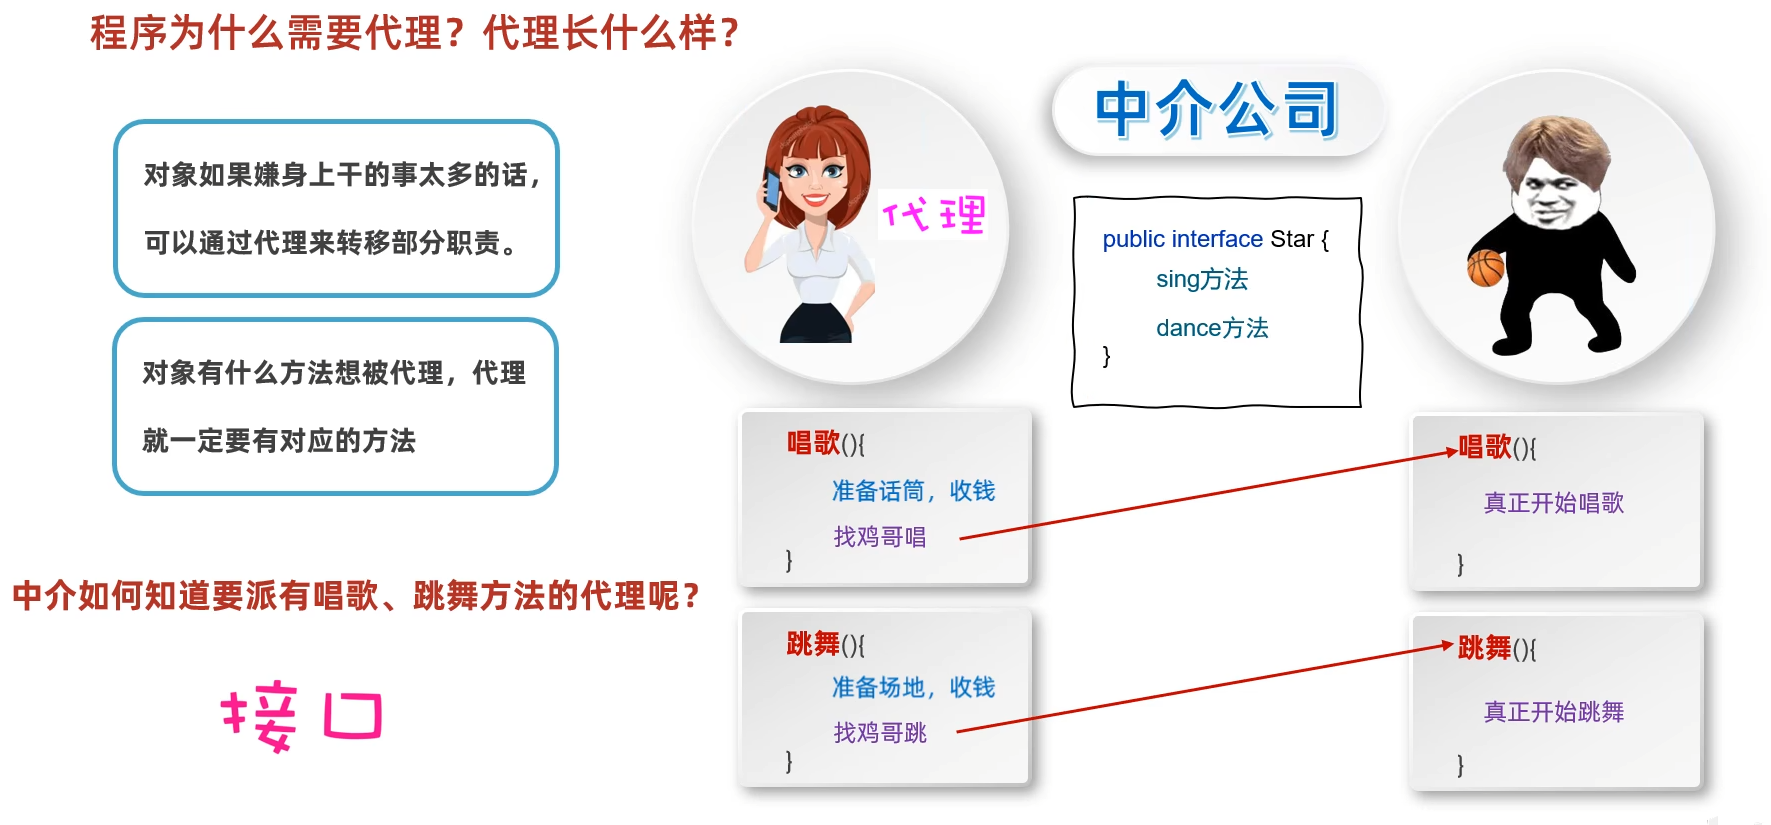 程序为什么需要代理？代理长什么样？
对象如果嫌身上干的事太多的话，
可以通过代理来转移部分职责。
对象有什么方法想被代理，代理
就一定要有对应的方法
中介如何知道要派有唱歌、跳舞方法的代理呢？
接口
代理
中介公司
public interface Star {
sing方法
dance方法
}
唱歌(){
准备话筒，收钱
找鸡哥唱
}
跳舞(){
准备场地，收钱
找鸡哥跳
}
唱歌(){
真正开始唱歌
}
跳舞(){
真正开始跳舞
}